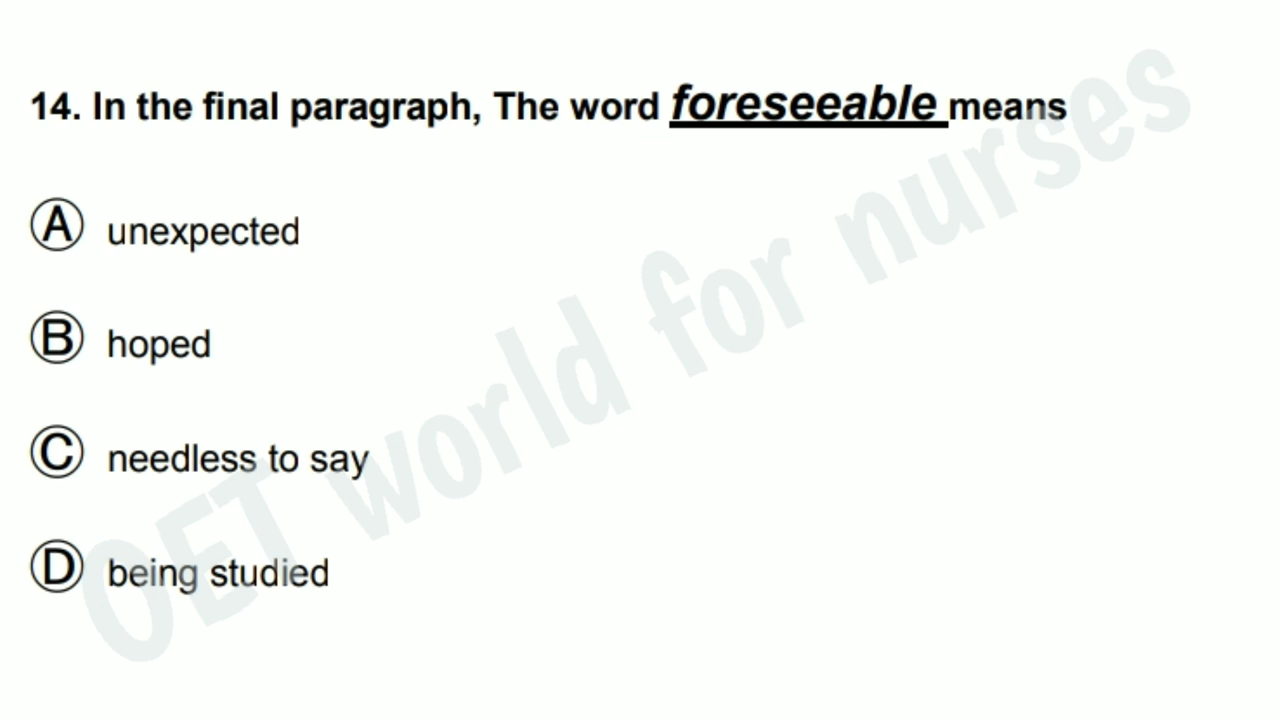 14. In the final paragraph, The word foreseeable means
A unexpected
B hoped
C needless to say
D being studied
OET world for nurses